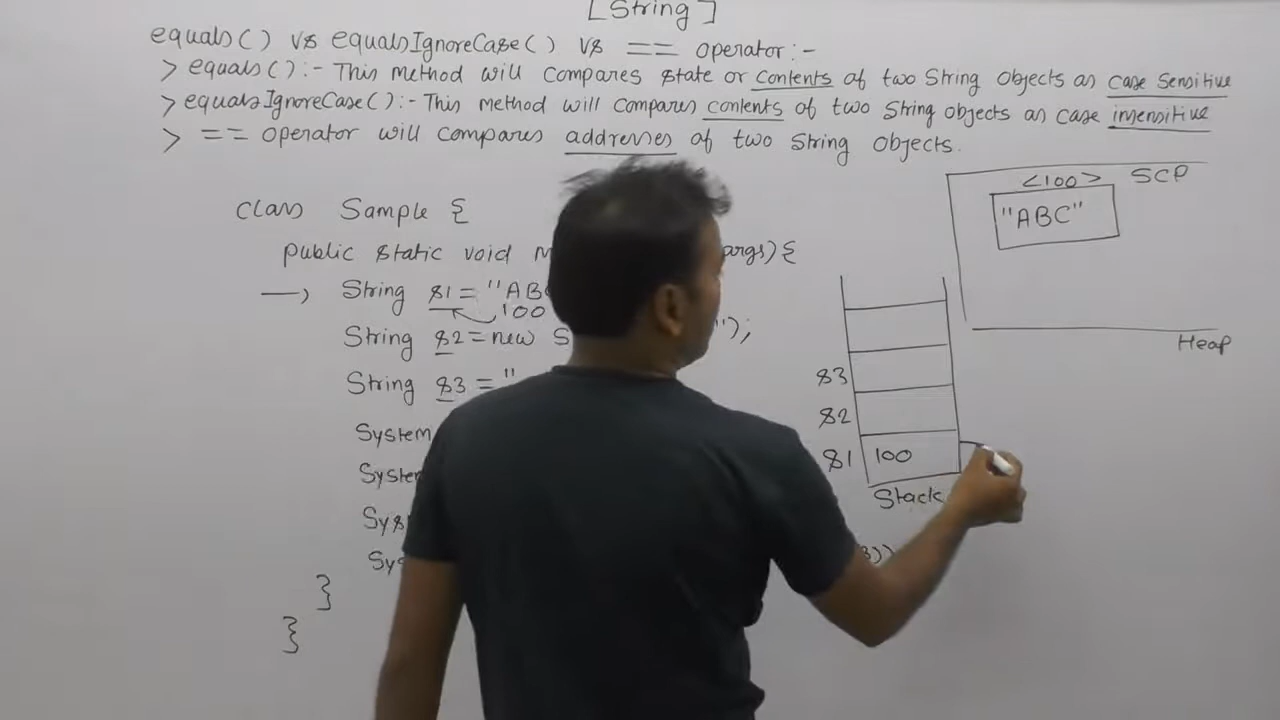 [String]
equals() vs equalsIgnoreCase() vs == operator:-
> equals():- This method will compares state or contents of two String objects as case sensitive
> equalsIgnoreCase():- This method will compares contents of two String objects as case insensitive
> == operator will compares addresses of two String objects.
class Sample {
public static void args) {
String s1 = "AB
100
String s2 = new S ");
String s3 = "
System
System
Sys
Sy ))
}
}
<100> SCP
"ABC"
Heap
s3
s2
s1 100
Stack